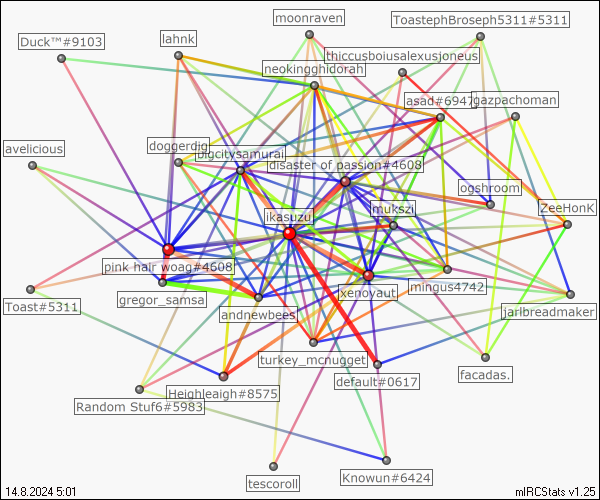 moonraven
ToastephBroseph5311#5311
Duck™#9103
lahnk
thiccusboiusalexusjoneus
neokingghidorah
asad#6947
gazpachoman
avelicious
doggerdig
bigcitysamurai
disaster of passion#4608
ogshroom
ikasuzu
mukszi
ZeeHonK
pink hair woag#4608
gregor_samsa
xenoyaut
mingus4742
Toast#5311
andnewbees
jarlbreadmaker
turkey_mcnugget
facadas.
default#0617
Heighleaigh#8575
Random Stuf6#5983
tescoroll
Knowun#6424
14.8.2024 5:01
mIRCStats v1.25